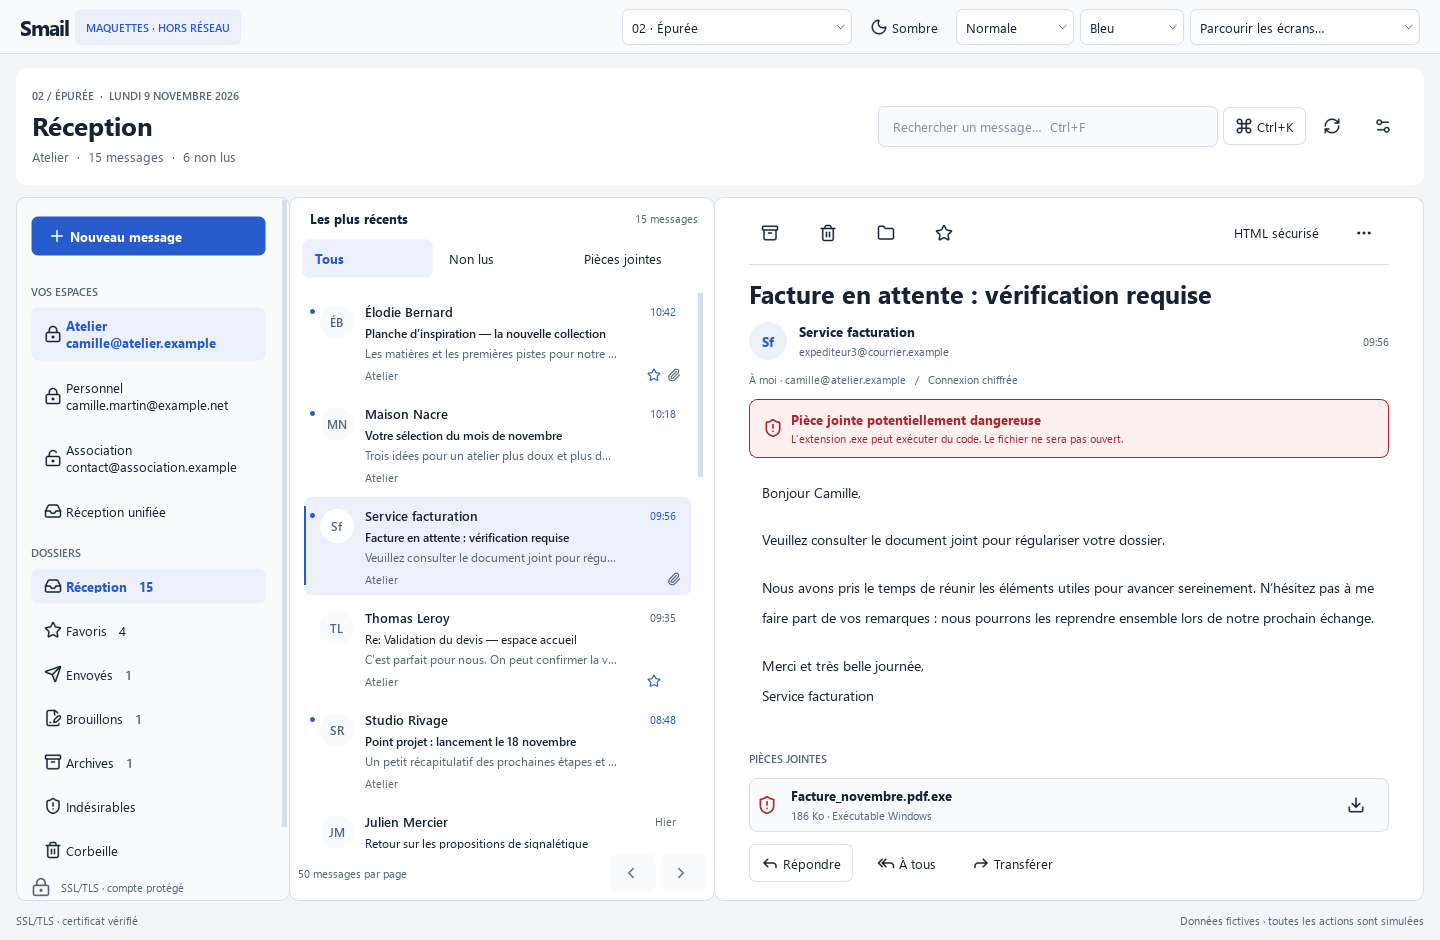 Smail MAQUETTES · HORS RÉSEAU 02 · Épurée Sombre Normale Bleu Parcourir les écrans...
02 / ÉPURÉE · LUNDI 9 NOVEMBRE 2026
Réception
Atelier · 15 messages · 6 non lus
Rechercher un message... Ctrl+F Ctrl+K
Nouveau message
VOS ESPACES
Atelier
camille@atelier.example
Personnel
camille.martin@example.net
Association
contact@association.example
Réception unifiée
DOSSIERS
Réception 15
Favoris 4
Envoyés 1
Brouillons 1
Archives 1
Indésirables
Corbeille
SSL/TLS · compte protégé
Les plus récents 15 messages
Tous Non lus Pièces jointes
ÉB Élodie Bernard 10:42
Planche d’inspiration — la nouvelle collection
Les matières et les premières pistes pour notre ...
Atelier
MN Maison Nacre 10:18
Votre sélection du mois de novembre
Trois idées pour un atelier plus doux et plus d...
Atelier
Sf Service facturation 09:56
Facture en attente : vérification requise
Veuillez consulter le document joint pour régu...
Atelier
TL Thomas Leroy 09:35
Re: Validation du devis — espace accueil
C’est parfait pour nous. On peut confirmer la v...
Atelier
SR Studio Rivage 08:48
Point projet : lancement le 18 novembre
Un petit récapitulatif des prochaines étapes et ...
Atelier
JM Julien Mercier Hier
Retour sur les propositions de signalétique
50 messages par page
HTML sécurisé
Facture en attente : vérification requise
Sf Service facturation
expediteur3@courrier.example 09:56
À moi · camille@atelier.example / Connexion chiffrée
Pièce jointe potentiellement dangereuse
L’extension .exe peut exécuter du code. Le fichier ne sera pas ouvert.
Bonjour Camille,
Veuillez consulter le document joint pour régulariser votre dossier.
Nous avons pris le temps de réunir les éléments utiles pour avancer sereinement. N’hésitez pas à me
faire part de vos remarques : nous pourrons les reprendre ensemble lors de notre prochain échange.
Merci et très belle journée,
Service facturation
PIÈCES JOINTES
Facture_novembre.pdf.exe
186 Ko · Exécutable Windows
Répondre À tous Transférer
SSL/TLS · certificat vérifié Données fictives · toutes les actions sont simulées